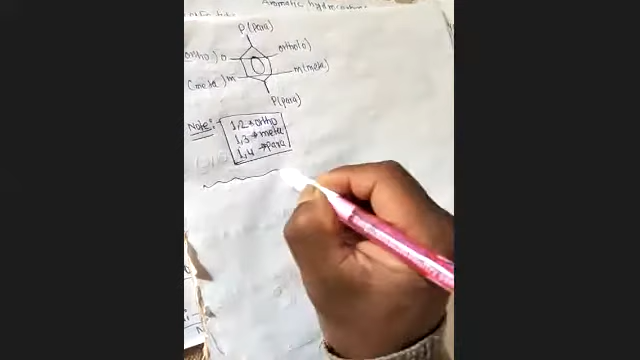 Aromatic hydrocarbons
P(para)
ortho)o
ortho(o)
(meta)m
m(meta)
P(para)
Note:-
1,2 → ortho
1,3 → meta
1,4 → para